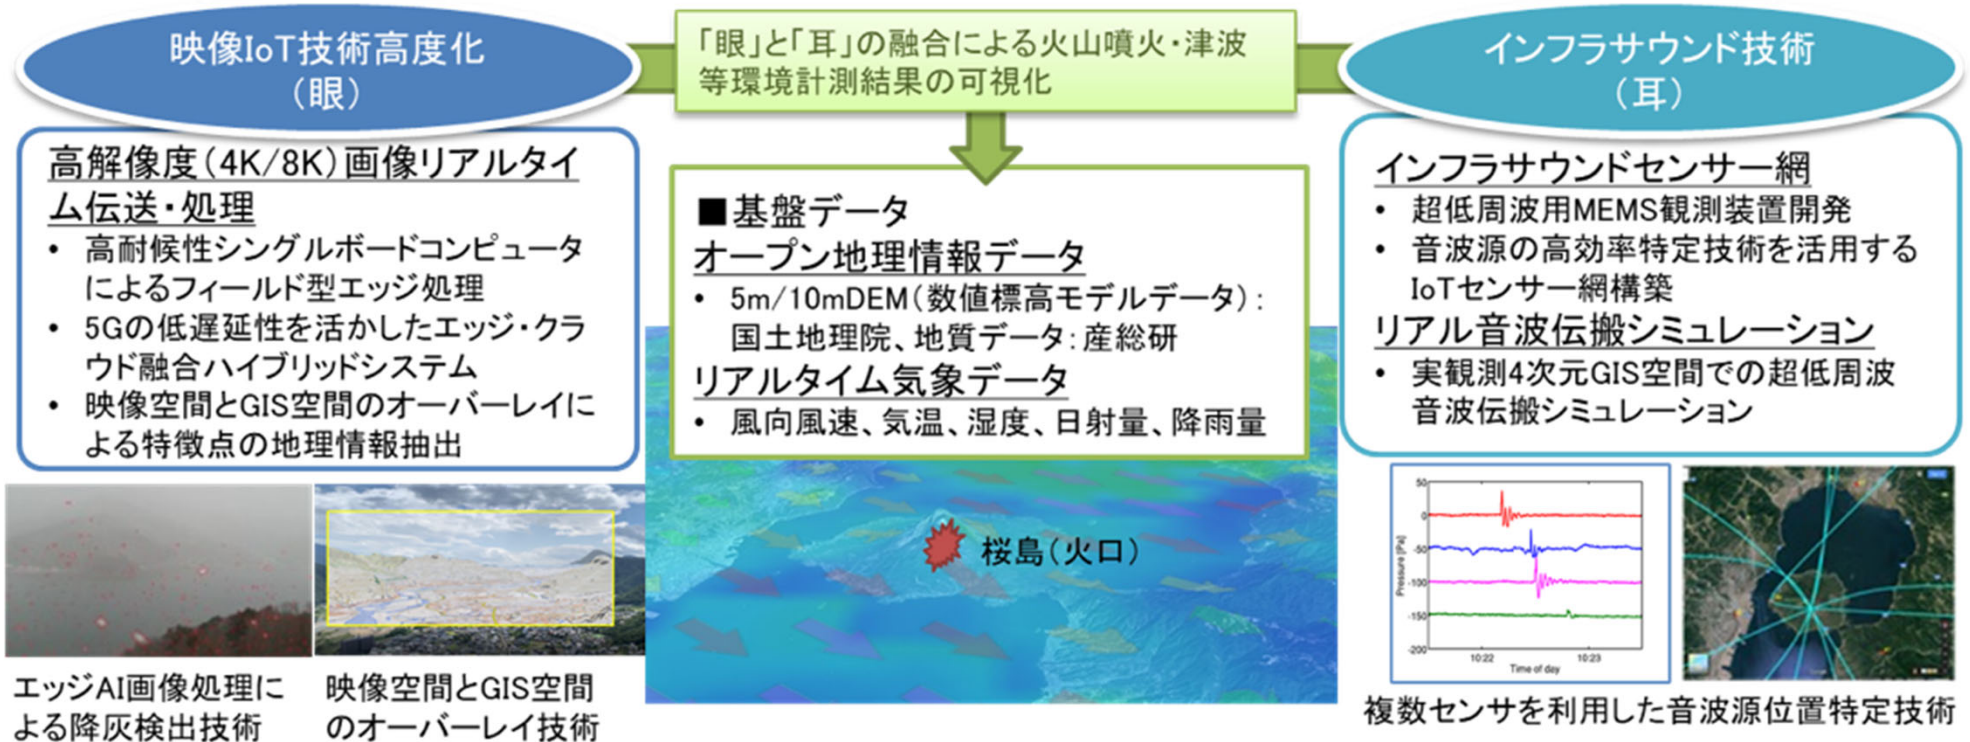 映像IoT技術高度化
（眼）
高解像度（4K/8K）画像リアルタイ
ム伝送・処理
• 高耐候性シングルボードコンピュータ
によるフィールド型エッジ処理
• 5Gの低遅延性を活かしたエッジ・クラ
ウド融合ハイブリッドシステム
• 映像空間とGIS空間のオーバーレイに
よる特徴点の地理情報抽出
エッジAI画像処理に
よる降灰検出技術
映像空間とGIS空間
のオーバーレイ技術
「眼」と「耳」の融合による火山噴火・津波
等環境計測結果の可視化
■基盤データ
オープン地理情報データ
• 5m/10mDEM（数値標高モデルデータ）：
国土地理院、地質データ：産総研
リアルタイム気象データ
• 風向風速、気温、湿度、日射量、降雨量
桜島（火口）
インフラサウンド技術
（耳）
インフラサウンドセンサー網
• 超低周波用MEMS観測装置開発
• 音波源の高効率特定技術を活用する
IoTセンサー網構築
リアル音波伝搬シミュレーション
• 実観測4次元GIS空間での超低周波
音波伝搬シミュレーション
Pressure [Pa]
50
0
-50
-100
-150
-200
10:22
10:23
Time of day
複数センサを利用した音波源位置特定技術